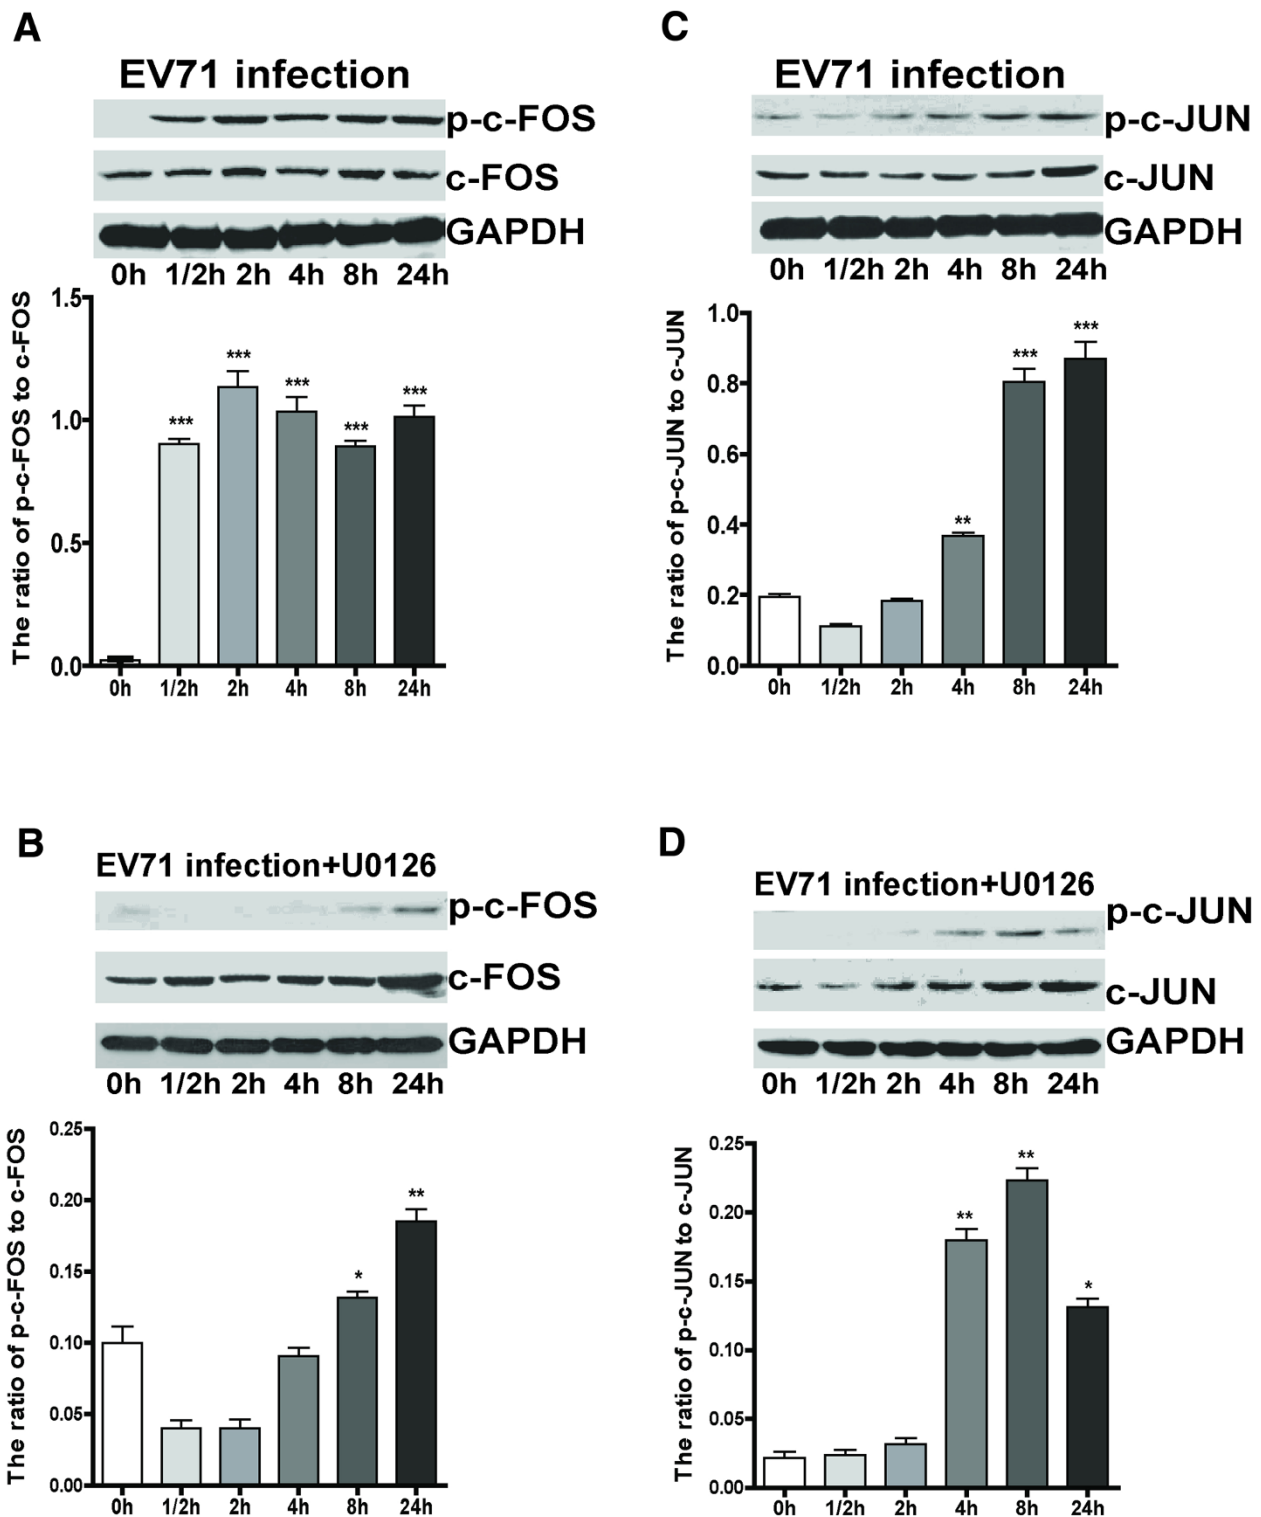 A
EV71 infection
p-c-FOS
c-FOS
GAPDH
0h 1/2h 2h 4h 8h 24h
The ratio of p-c-FOS to c-FOS
1.5
1.0
0.5
0.0
*** *** *** *** ***
0h 1/2h 2h 4h 8h 24h
C
EV71 infection
p-c-JUN
c-JUN
GAPDH
0h 1/2h 2h 4h 8h 24h
The ratio of p-c-JUN to c-JUN
1.0
0.8
0.6
0.4
0.2
0.0
** *** ***
0h 1/2h 2h 4h 8h 24h
B
EV71 infection+U0126
p-c-FOS
c-FOS
GAPDH
0h 1/2h 2h 4h 8h 24h
The ratio of p-c-FOS to c-FOS
0.25
0.20
0.15
0.10
0.05
0.00
* **
0h 1/2h 2h 4h 8h 24h
D
EV71 infection+U0126
p-c-JUN
c-JUN
GAPDH
0h 1/2h 2h 4h 8h 24h
The ratio of p-c-JUN to c-JUN
0.25
0.20
0.15
0.10
0.05
0.00
** ** *
0h 1/2h 2h 4h 8h 24h